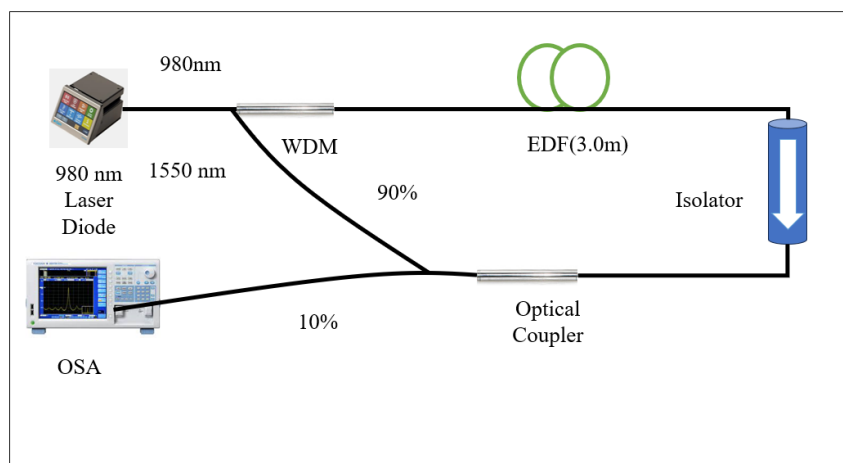 980nm
WDM
EDF(3.0m)
980 nm
Laser
Diode
1550 nm
90%
Isolator
10%
Optical
Coupler
OSA